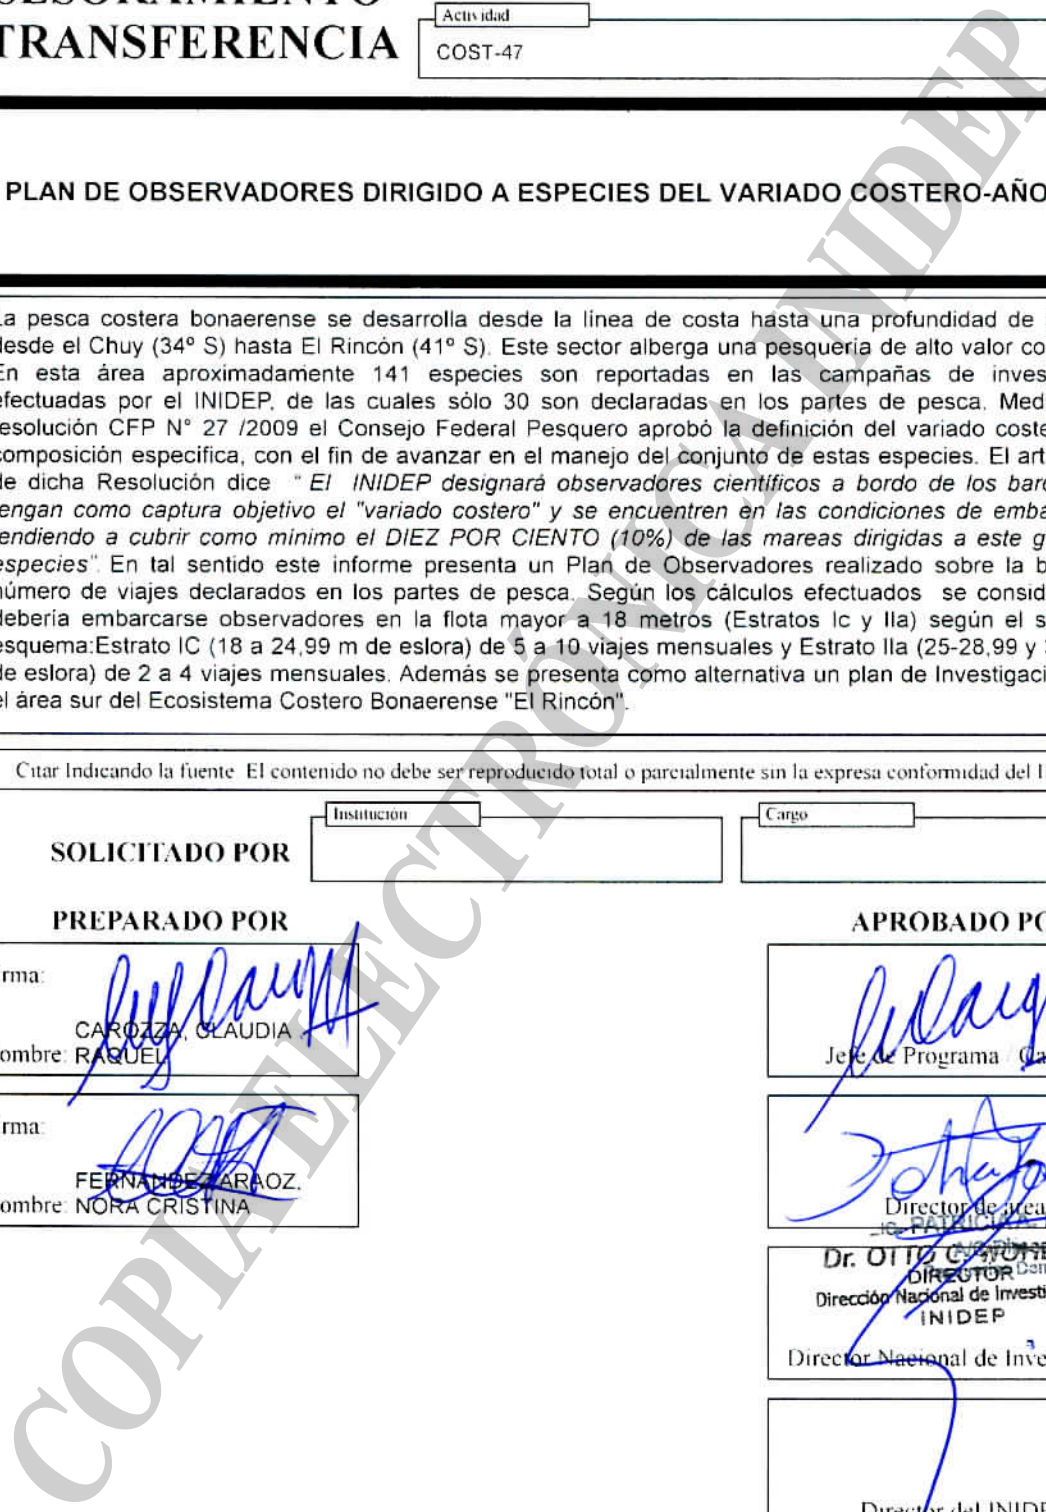 TRANSFERENCIA
Actividad
COST-47
PLAN DE OBSERVADORES DIRIGIDO A ESPECIES DEL VARIADO COSTERO-AÑO
La pesca costera bonaerense se desarrolla desde la línea de costa hasta una profundidad de
desde el Chuy (34º S) hasta El Rincón (41º S). Este sector alberga una pesquería de alto valor co
En esta área aproximadamente 141 especies son reportadas en las campañas de inves
efectuadas por el INIDEP, de las cuales sólo 30 son declaradas en los partes de pesca. Med
esolución CFP N° 27 /2009 el Consejo Federal Pesquero aprobó la definición del variado coste
composición especifica, con el fin de avanzar en el manejo del conjunto de estas especies. El art
de dicha Resolución dice " El INIDEP designará observadores científicos a bordo de los bar
engan como captura objetivo el "variado costero" y se encuentren en las condiciones de emba
endiendo a cubrir como mínimo el DIEZ POR CIENTO (10%) de las mareas dirigidas a este g
especies". En tal sentido este informe presenta un Plan de Observadores realizado sobre la b
número de viajes declarados en los partes de pesca. Según los cálculos efectuados se consid
debería embarcarse observadores en la flota mayor a 18 metros (Estratos Ic y IIa) según el s
esquema:Estrato IC (18 a 24,99 m de eslora) de 5 a 10 viajes mensuales y Estrato IIa (25-28,99 y
de eslora) de 2 a 4 viajes mensuales. Además se presenta como alternativa un plan de Investigaci
el área sur del Ecosistema Costero Bonaerense "El Rincón".
Citar Indicando la fuente El contenido no debe ser reproducido total o parcialmente sin la expresa conformidad del I
Institución
Cargo
SOLICITADO POR
PREPARADO POR
APROBADO PO
rma:
CAROZZA, CLAUDIA
ombre: RAQUEL
Jefe de Programa
rma:
FERNANDEZ ARAOZ,
ombre: NORA CRISTINA
Director de área
PATRICIA A.
Dr. OTTO C.
DIRECTOR
Dirección Nacional de Investi
INIDEP
Director Nacional de Inve
Director del INIDE
COPIA ELECTRÓNICA INIDEP